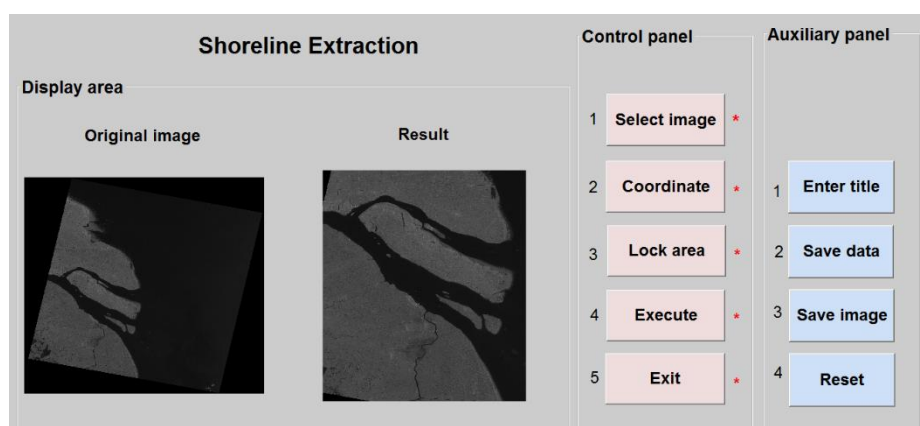 Shoreline Extraction
Display area
Original image
Result
Control panel
1 Select image *
2 Coordinate *
3 Lock area *
4 Execute *
5 Exit *
Auxiliary panel
1 Enter title
2 Save data
3 Save image
4 Reset